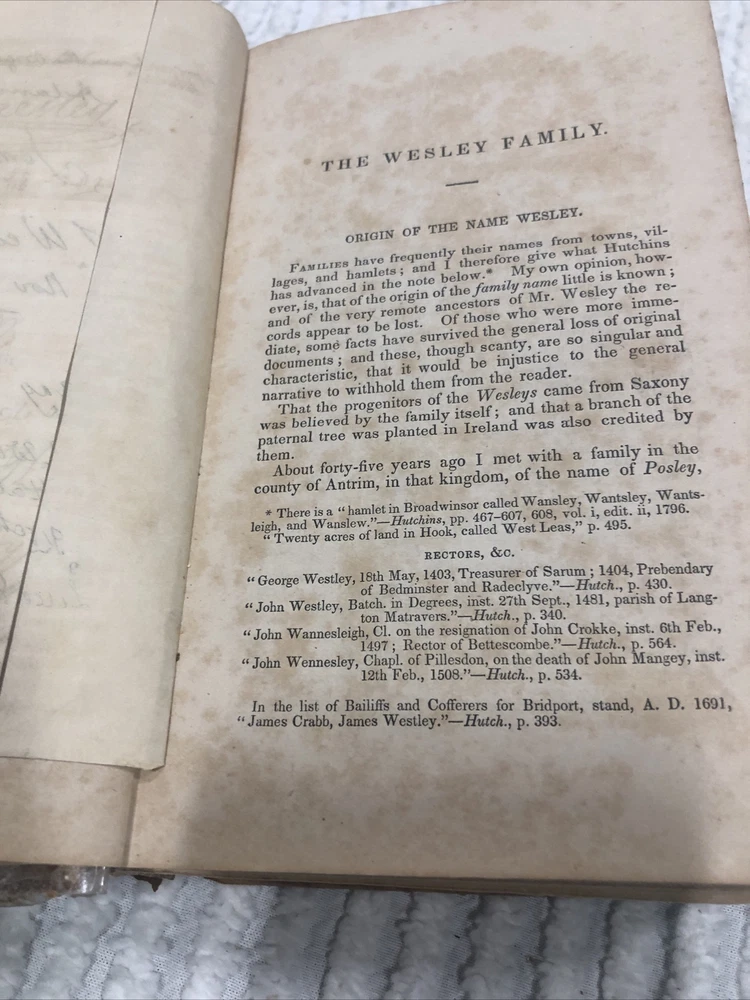 THE WESLEY FAMILY.
ORIGIN OF THE NAME WESLEY.
FAMILIES have frequently their names from towns, vil-
lages, and hamlets; and I therefore give what Hutchins
has advanced in the note below.* My own opinion, how-
ever, is, that of the origin of the family name little is known;
and of the very remote ancestors of Mr. Wesley the re-
cords appear to be lost. Of those who were more imme-
diate, some facts have survived the general loss of original
documents; and these, though scanty, are so singular and
characteristic, that it would be injustice to the general
narrative to withhold them from the reader.
That the progenitors of the Wesleys came from Saxony
was believed by the family itself; and that a branch of the
paternal tree was planted in Ireland was also credited by
them.
About forty-five years ago I met with a family in the
county of Antrim, in that kingdom, of the name of Posley,
* There is a "hamlet in Broadwinsor called Wansley, Wantsley, Wants-
leigh, and Wanslew."—Hutchins, pp. 467–607, 608, vol. i, edit. ii, 1796.
"Twenty acres of land in Hook, called West Leas," p. 495.
RECTORS, &c.
"George Westley, 18th May, 1403, Treasurer of Sarum; 1404, Prebendary
of Bedminster and Radeclyve."—Hutch., p. 430.
"John Westley, Batch. in Degrees, inst. 27th Sept., 1481, parish of Lang-
ton Matravers."—Hutch., p. 340.
"John Wannesleigh, Cl. on the resignation of John Crokke, inst. 6th Feb.,
1497; Rector of Bettescombe."—Hutch., p. 564.
"John Wennesley, Chapl. of Pillesdon, on the death of John Mangey, inst.
12th Feb., 1508."—Hutch., p. 534.
In the list of Bailiffs and Cofferers for Bridport, stand, A. D. 1691,
"James Crabb, James Westley."—Hutch., p. 393.